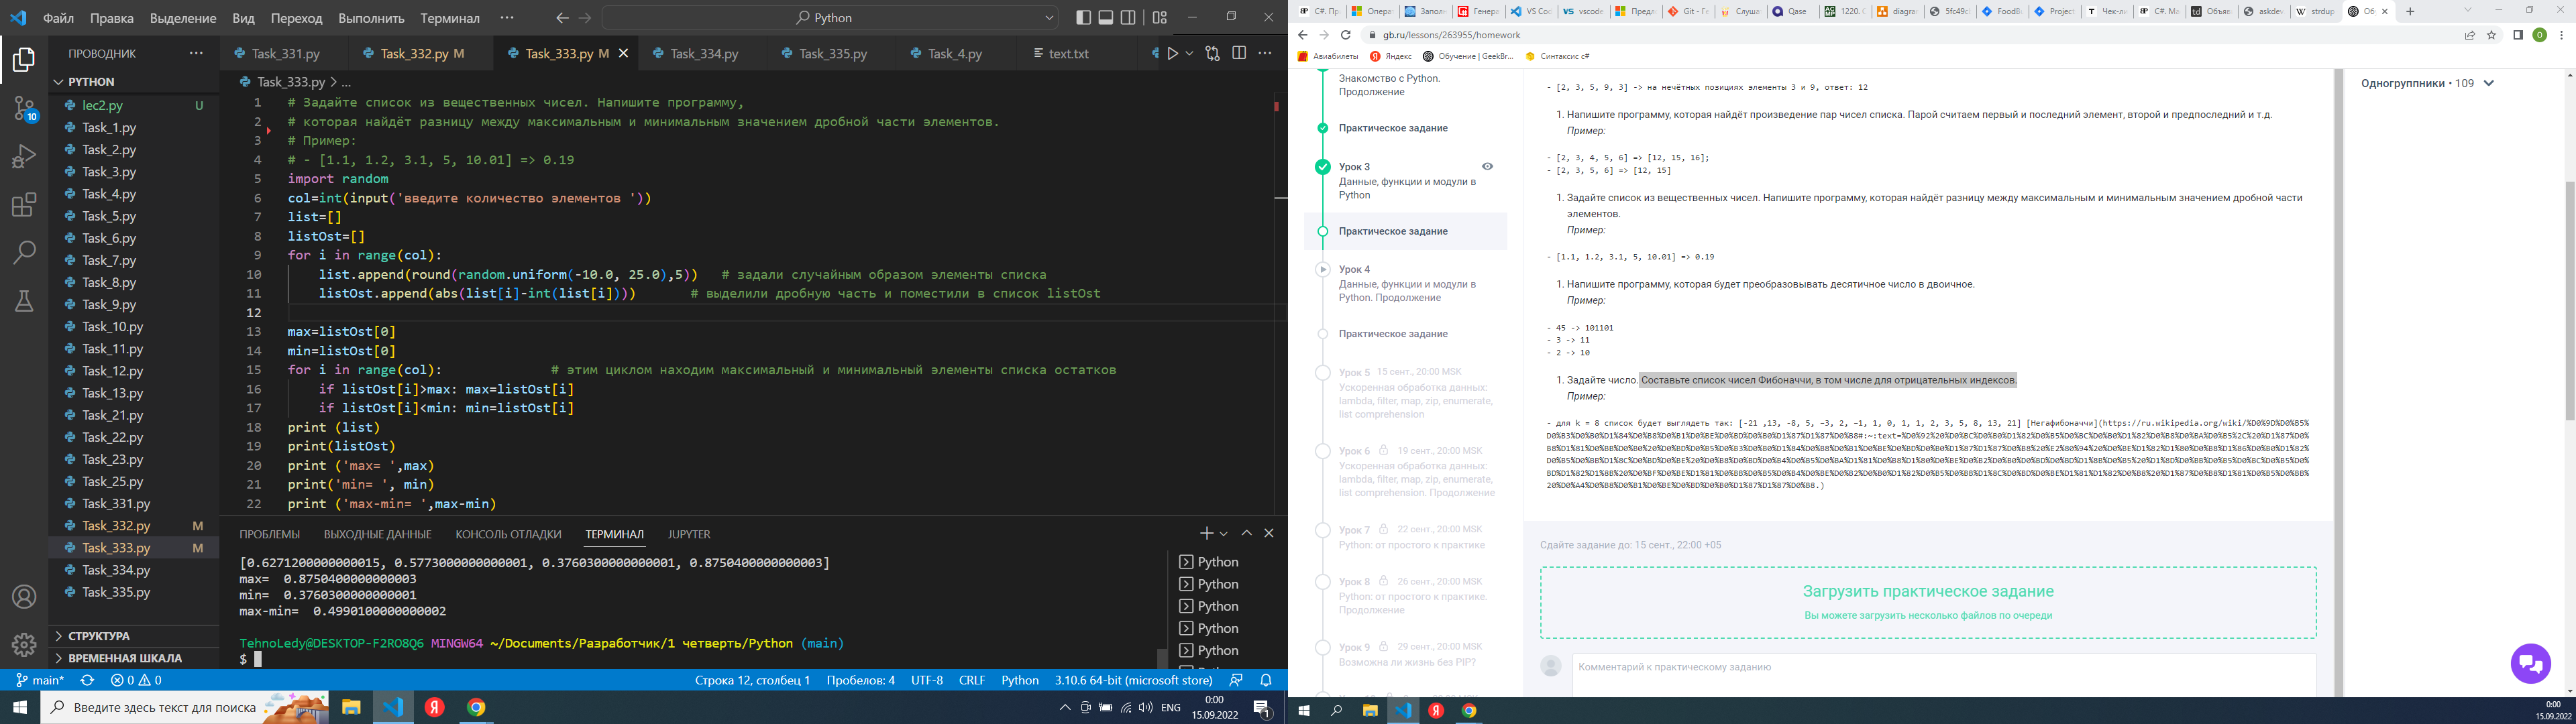 Файл Правка Выделение Вид Переход Выполнить Терминал ··· Python
ПРОВОДНИК ···
PYTHON
lec2.py U
Task_1.py
Task_2.py
Task_3.py
Task_4.py
Task_5.py
Task_6.py
Task_7.py
Task_8.py
Task_9.py
Task_10.py
Task_11.py
Task_12.py
Task_13.py
Task_21.py
Task_22.py
Task_23.py
Task_25.py
Task_331.py
Task_332.py M
Task_333.py M
Task_334.py
Task_335.py
СТРУКТУРА
ВРЕМЕННАЯ ШКАЛА
10
Task_331.py Task_332.py M Task_333.py M Task_334.py Task_335.py Task_4.py text.txt
Task_333.py > ...
1 # Задайте список из вещественных чисел. Напишите программу,
2 # которая найдёт разницу между максимальным и минимальным значением дробной части элементов.
3 # Пример:
4 # - [1.1, 1.2, 3.1, 5, 10.01] => 0.19
5 import random
6 col=int(input('введите количество элементов '))
7 list=[]
8 listOst=[]
9 for i in range(col):
10 list.append(round(random.uniform(-10.0, 25.0),5)) # задали случайным образом элементы списка
11 listOst.append(abs(list[i]-int(list[i]))) # выделили дробную часть и поместили в список listOst
12
13 max=listOst[0]
14 min=listOst[0]
15 for i in range(col): # этим циклом находим максимальный и минимальный элементы списка остатков
16 if listOst[i]>max: max=listOst[i]
17 if listOst[i]<min: min=listOst[i]
18 print (list)
19 print(listOst)
20 print ('max= ',max)
21 print('min= ', min)
22 print ('max-min= ',max-min)
ПРОБЛЕМЫ ВЫХОДНЫЕ ДАННЫЕ КОНСОЛЬ ОТЛАДКИ ТЕРМИНАЛ JUPYTER
[0.6271200000000015, 0.5773000000000001, 0.3760300000000001, 0.8750400000000003]
max= 0.8750400000000003
min= 0.3760300000000001
max-min= 0.4990100000000002
TehnoLedy@DESKTOP-F2RO8Q6 MINGW64 ~/Documents/Разработчик/1 четверть/Python (main)
$
Python
Python
Python
Python
Python
main* 0 0 Строка 12, столбец 1 Пробелов: 4 UTF-8 CRLF Python 3.10.6 64-bit (microsoft store)
Введите здесь текст для поиска ENG 0:00
15.09.2022 1
gb.ru/lessons/263955/homework
Авиабилеты Яндекс Обучение | GeekBr... Синтаксис c#
Знакомство с Python.
Продолжение
Практическое задание
Урок 3
Данные, функции и модули в
Python
Практическое задание
Урок 4
Данные, функции и модули в
Python. Продолжение
Практическое задание
Урок 5 15 сент., 20:00 MSK
Ускоренная обработка данных:
lambda, filter, map, zip, enumerate,
list comprehension
Урок 6 19 сент., 20:00 MSK
Ускоренная обработка данных:
lambda, filter, map, zip, enumerate,
list comprehension. Продолжение
Урок 7 22 сент., 20:00 MSK
Python: от простого к практике
Урок 8 26 сент., 20:00 MSK
Python: от простого к практике.
Продолжение
Урок 9 29 сент., 20:00 MSK
Возможна ли жизнь без PIP?
- [2, 3, 5, 9, 3] -> на нечётных позициях элементы 3 и 9, ответ: 12
1. Напишите программу, которая найдёт произведение пар чисел списка. Парой считаем первый и последний элемент, второй и предпоследний и т.д.
Пример:
- [2, 3, 4, 5, 6] => [12, 15, 16];
- [2, 3, 5, 6] => [12, 15]
1. Задайте список из вещественных чисел. Напишите программу, которая найдёт разницу между максимальным и минимальным значением дробной части
элементов.
Пример:
- [1.1, 1.2, 3.1, 5, 10.01] => 0.19
1. Напишите программу, которая будет преобразовывать десятичное число в двоичное.
Пример:
- 45 -> 101101
- 3 -> 11
- 2 -> 10
1. Задайте число. Составьте список чисел Фибоначчи, в том числе для отрицательных индексов.
Пример:
- для k = 8 список будет выглядеть так: [-21 ,13, -8, 5, −3, 2, −1, 1, 0, 1, 1, 2, 3, 5, 8, 13, 21] [Негафибоначчи]
Сдайте задание до: 15 сент., 22:00 +05
Загрузить практическое задание
Вы можете загрузить несколько файлов по очереди
Комментарий к практическому заданию
Одногруппники • 109
0:00
15.09.2022